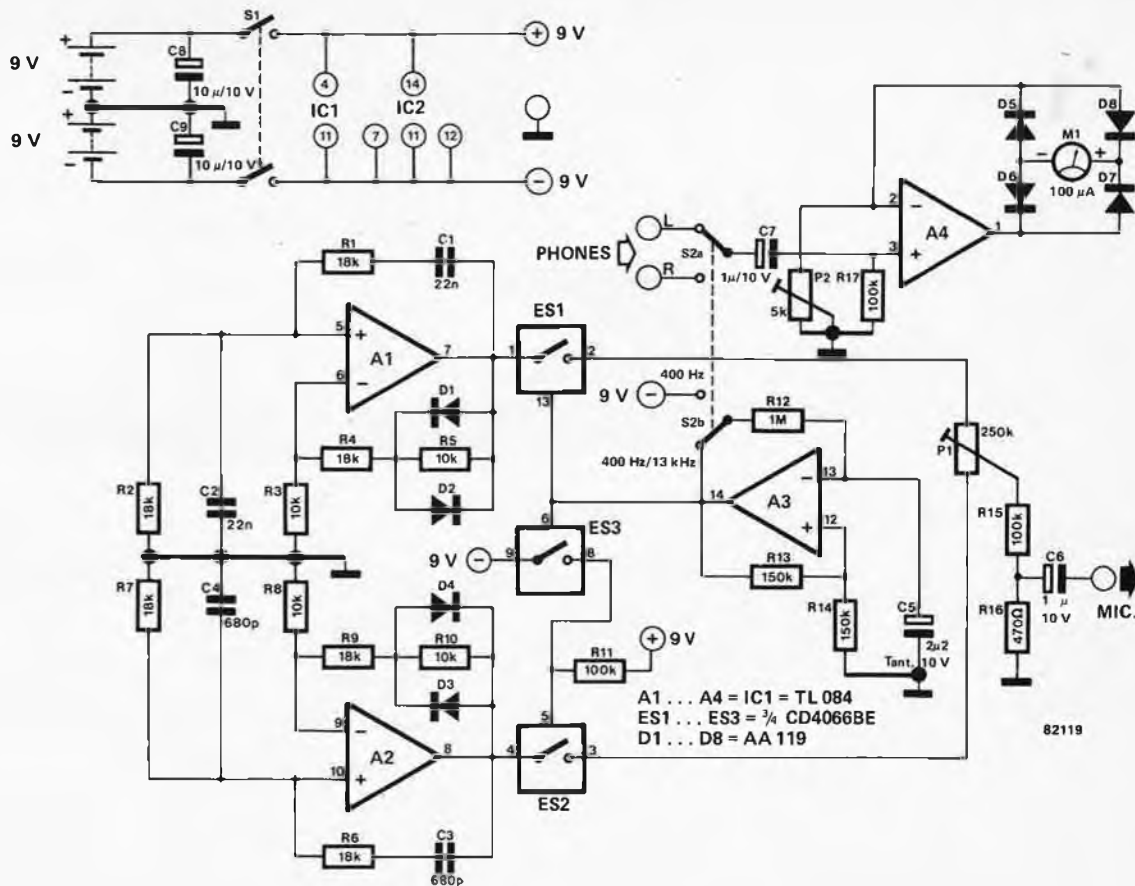 S1
+ 9 V
9 V
+
-
C8
10 μ/10 V
4
14
IC1
IC2
9 V
+
-
C9
10 μ/10 V
11
7
11
12
- 9 V
R1
18k
C1
22n
5
+
A1
7
6
-
D1
R4
18k
R5
10k
D2
R2
18k
C2
22n
R3
10k
R7
18k
C4
680p
R8
10k
D4
R9
18k
R10
10k
D3
9
-
A2
8
10
+
R6
18k
C3
680p
ES1
1
2
13
6
ES3
9 V -
9
8
R11
100k
+ 9 V
5
4
3
ES2
PHONES
L
R
S2a
C7
1μ/10 V
P2
5k
R17
100k
2
-
A4
1
3
+
D5
D8
M1
-
+
100 μA
D6
D7
400 Hz
9 V -
S2b
400 Hz/13 kHz
R12
1M
13
-
14
A3
12
+
R13
150k
R14
150k
C5
2μ2
Tant. 10 V
250k
P1
R15
100k
C6
1 μ
10 V
MIC.
R16
470Ω
A1 ... A4 = IC1 = TL 084
ES1 ... ES3 = ¾ CD4066BE
D1 ... D8 = AA 119
82119